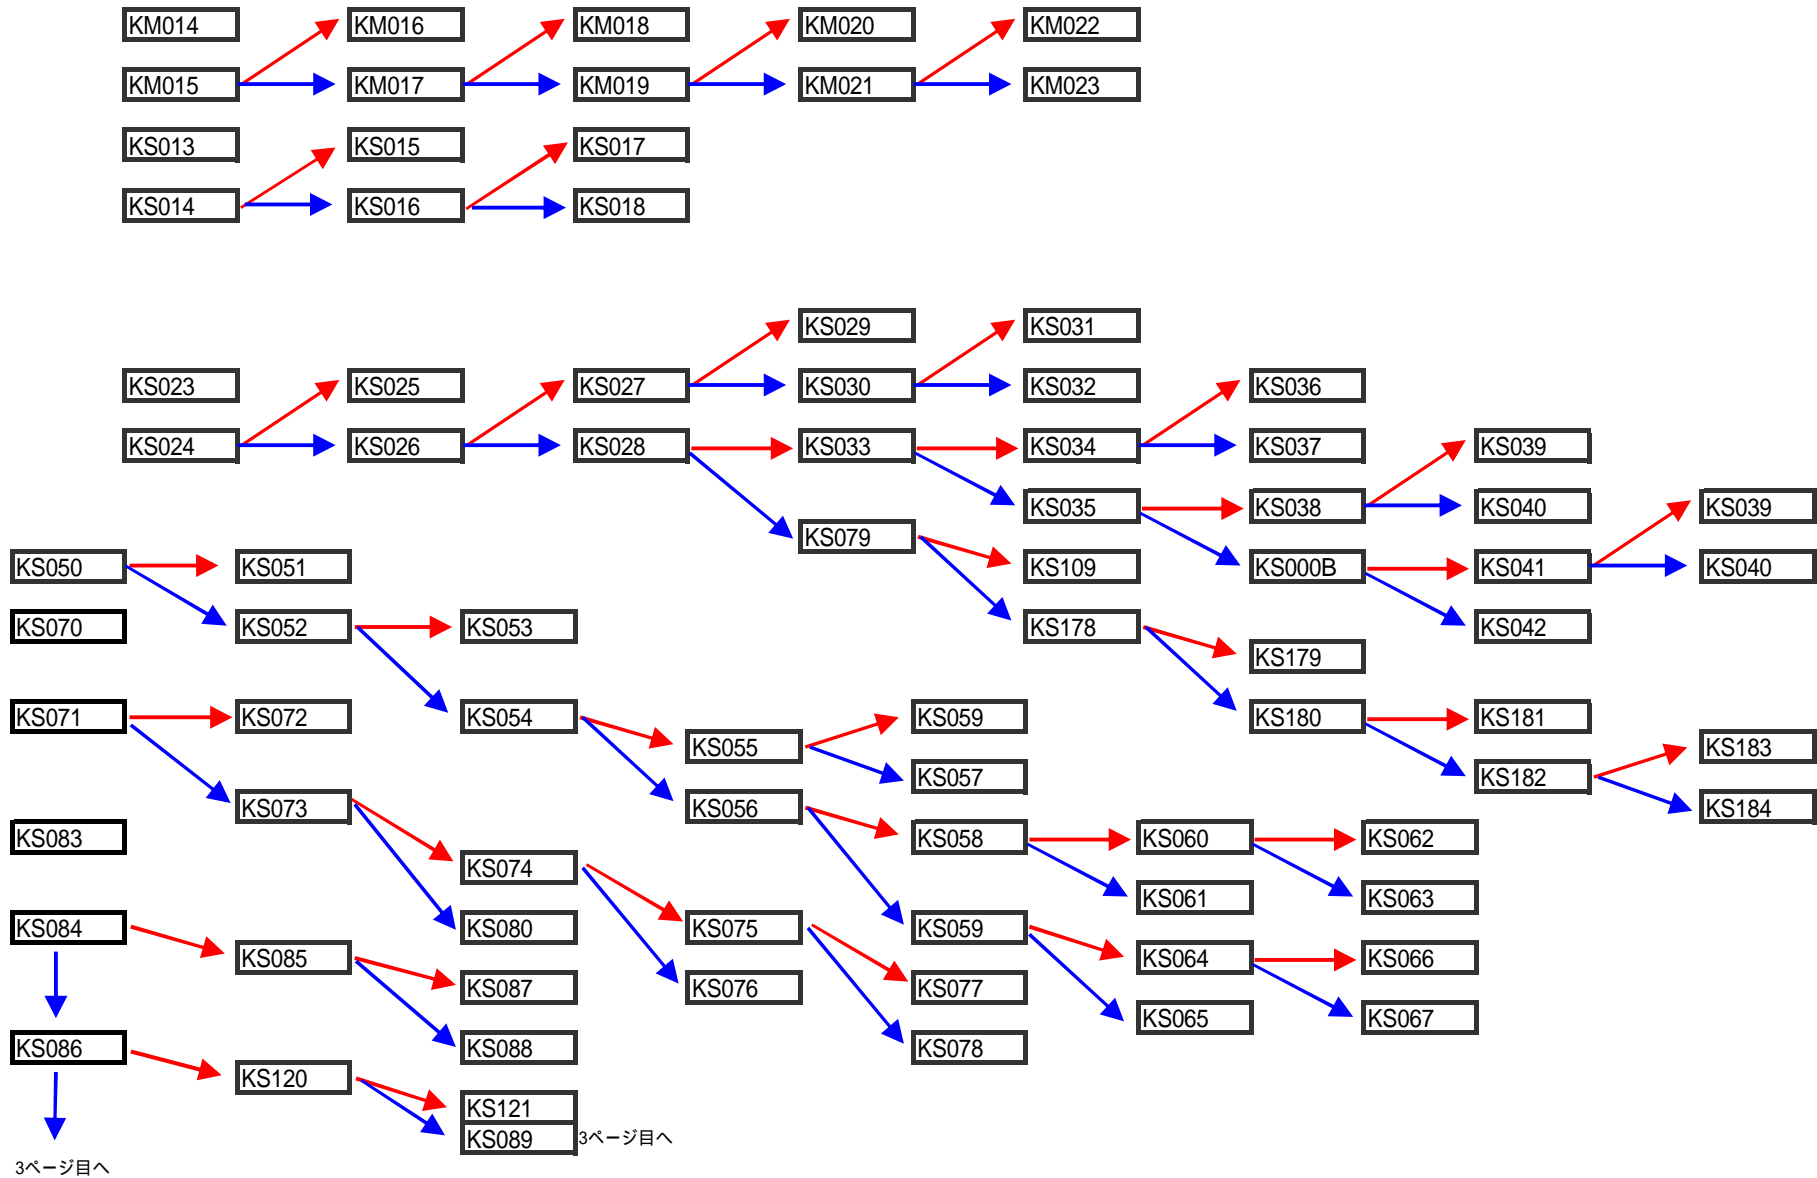 KM014 KM016 KM018 KM020 KM022
KM015 KM017 KM019 KM021 KM023
KS013 KS015 KS017
KS014 KS016 KS018
KS029 KS031
KS023 KS025 KS027 KS030 KS032 KS036
KS024 KS026 KS028 KS033 KS034 KS037 KS039
KS035 KS038 KS040 KS039
KS079
KS050 KS051 KS109 KS000B KS041 KS040
KS070 KS052 KS053 KS178 KS042
KS179
KS071 KS072 KS054 KS059 KS180 KS181
KS055 KS183
KS057 KS182
KS073 KS056 KS184
KS083 KS058 KS060 KS062
KS074
KS061 KS063
KS084 KS080 KS075 KS059
KS085 KS064 KS066
KS087 KS076 KS077
KS065 KS067
KS086 KS088 KS078
KS120
KS121
KS089 3ページ目へ
3ページ目へ